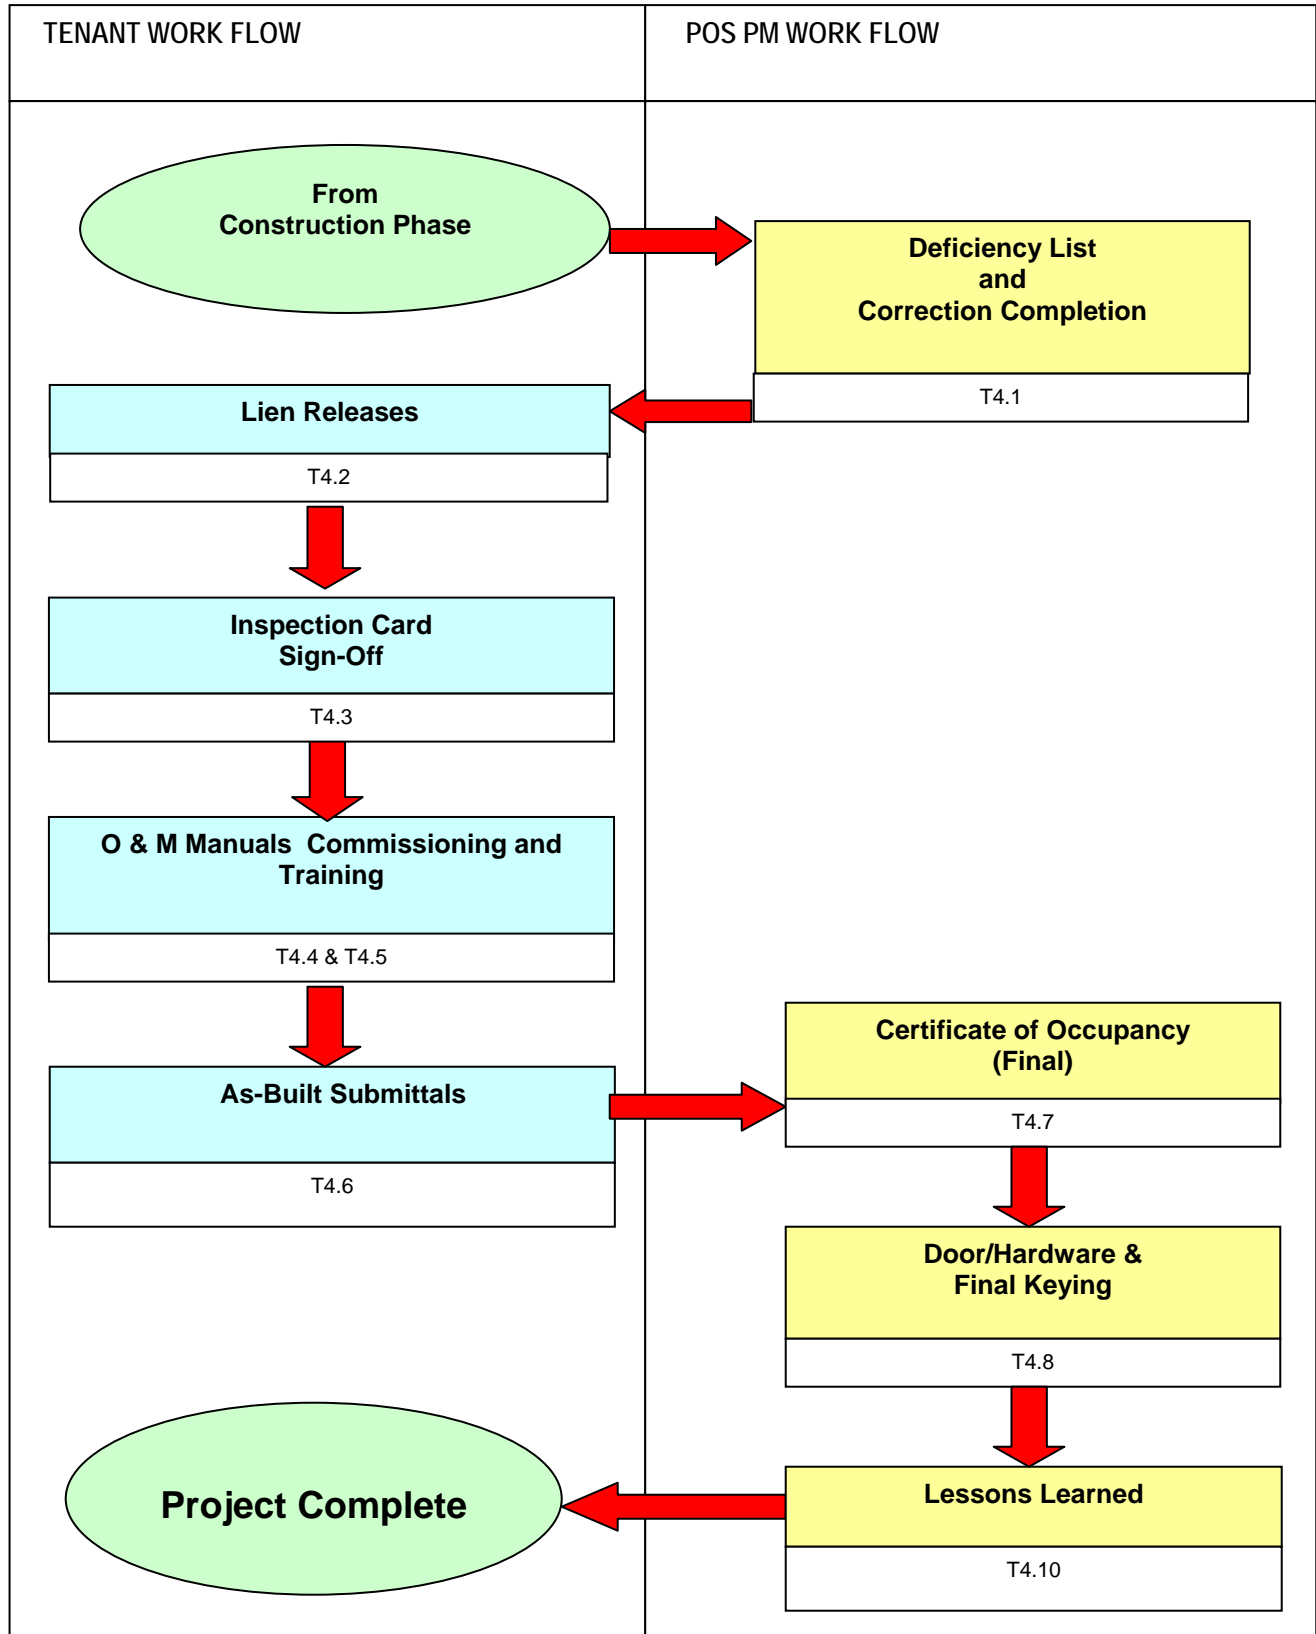 TENANT WORK FLOW
POS PM WORK FLOW
From
Construction Phase
Deficiency List
and
Correction Completion
T4.1
Lien Releases
T4.2
Inspection Card
Sign-Off
T4.3
O & M Manuals  Commissioning and
Training
T4.4 & T4.5
As-Built Submittals
T4.6
Certificate of Occupancy
(Final)
T4.7
Door/Hardware &
Final Keying
T4.8
Lessons Learned
T4.10
Project Complete